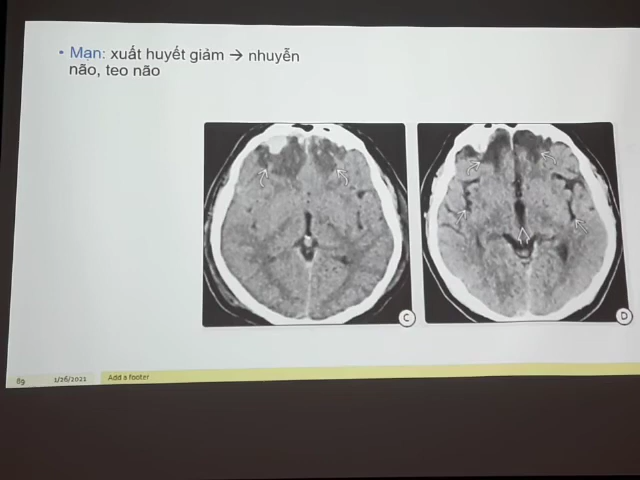 • Mạn: xuất huyết giảm → nhuyễn
não, teo não
C
D
89
1/26/2021
Add a footer